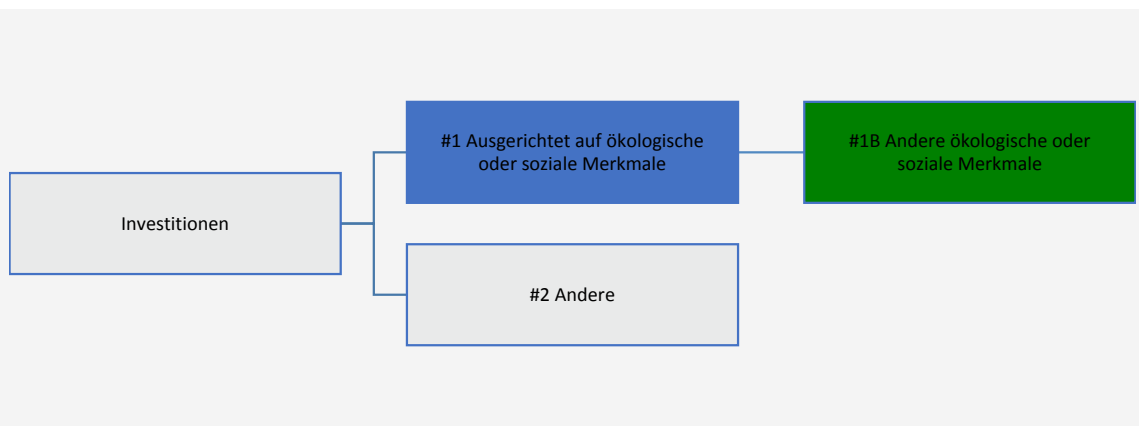 #1 Ausgerichtet auf ökologische
oder soziale Merkmale
#1B Andere ökologische oder
soziale Merkmale
Investitionen
#2 Andere